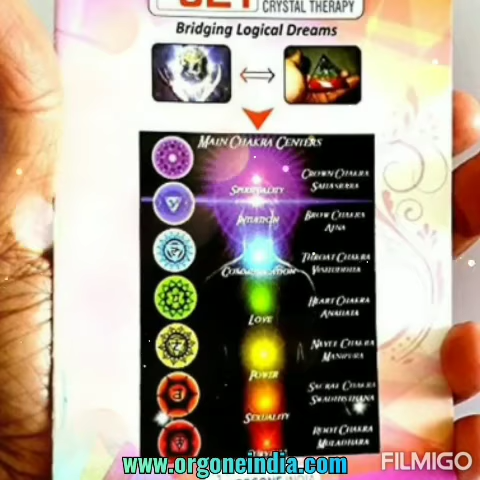 CRYSTAL THERAPY
Bridging Logical Dreams
MAIN CHAKRA CENTERS
CROWN CHAKRA
SAHASRARA
SPIRITUALITY
BROW CHAKRA
AJNA
INTUITION
THROAT CHAKRA
VISHUDDHA
COMMUNICATION
HEART CHAKRA
ANAHATA
LOVE
NAVEL CHAKRA
MANIPURA
POWER
SACRAL CHAKRA
SWADHISTHANA
SEXUALITY
ROOT CHAKRA
MULADHARA
www.orgoneindia.com
FILMIGO